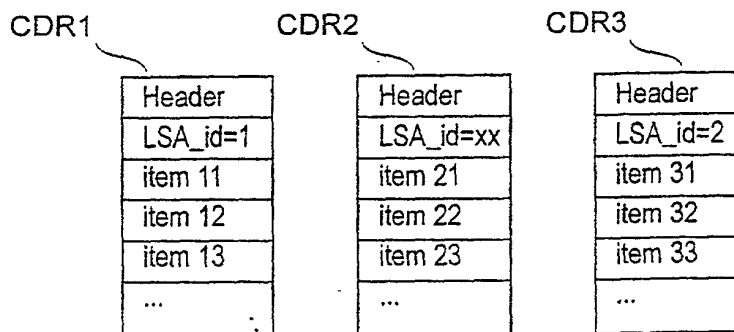 CDR1
CDR2
CDR3
Header
LSA_id=1
item 11
item 12
item 13
...
Header
LSA_id=xx
item 21
item 22
item 23
...
Header
LSA_id=2
item 31
item 32
item 33
...